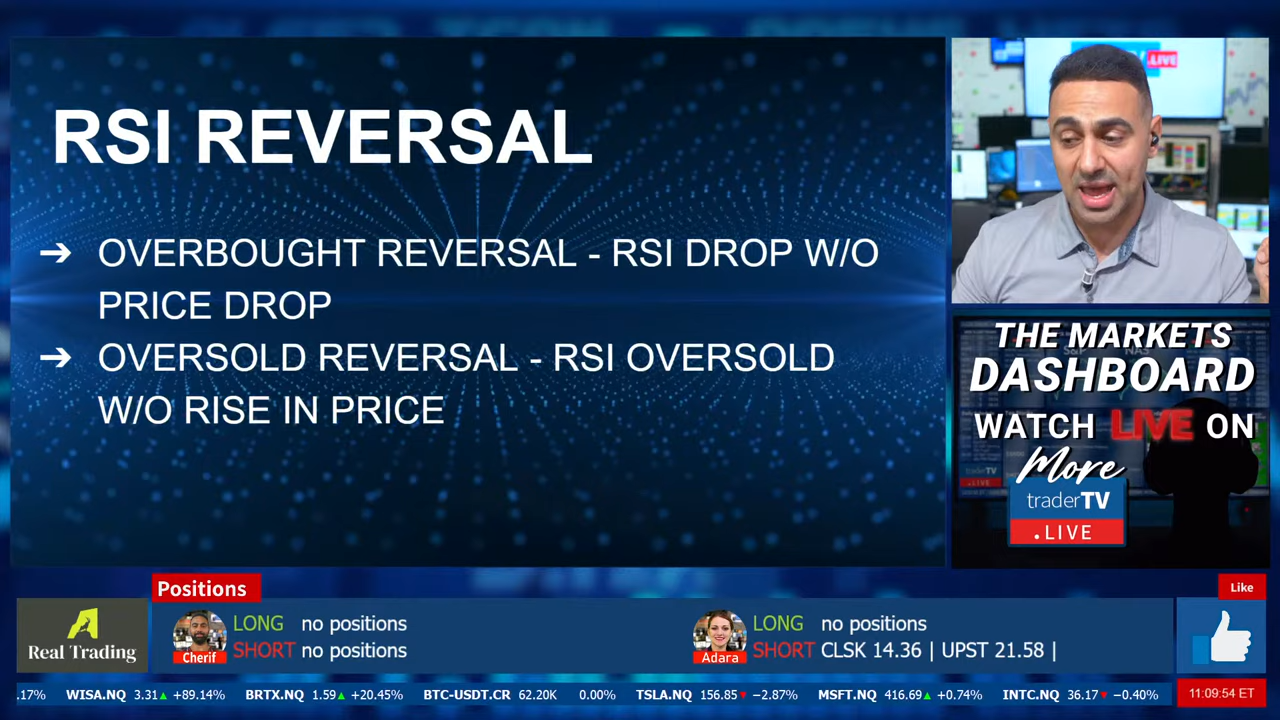 RSI REVERSAL
➔ OVERBOUGHT REVERSAL - RSI DROP W/O
PRICE DROP
➔ OVERSOLD REVERSAL - RSI OVERSOLD
W/O RISE IN PRICE
.LIVE
THE MARKETS
DASHBOARD
WATCH LIVE ON
More
traderTV
.LIVE
Positions
Like
Real Trading
Cherif
LONG no positions
SHORT no positions
Adara
LONG no positions
SHORT CLSK 14.36 | UPST 21.58 |
.17% WISA.NQ 3.31▲ +89.14% BRTX.NQ 1.59▲ +20.45% BTC-USDT.CR 62.20K 0.00% TSLA.NQ 156.85▼ −2.87% MSFT.NQ 416.69▲ +0.74% INTC.NQ 36.17▼ −0.40%
11:09:54 ET